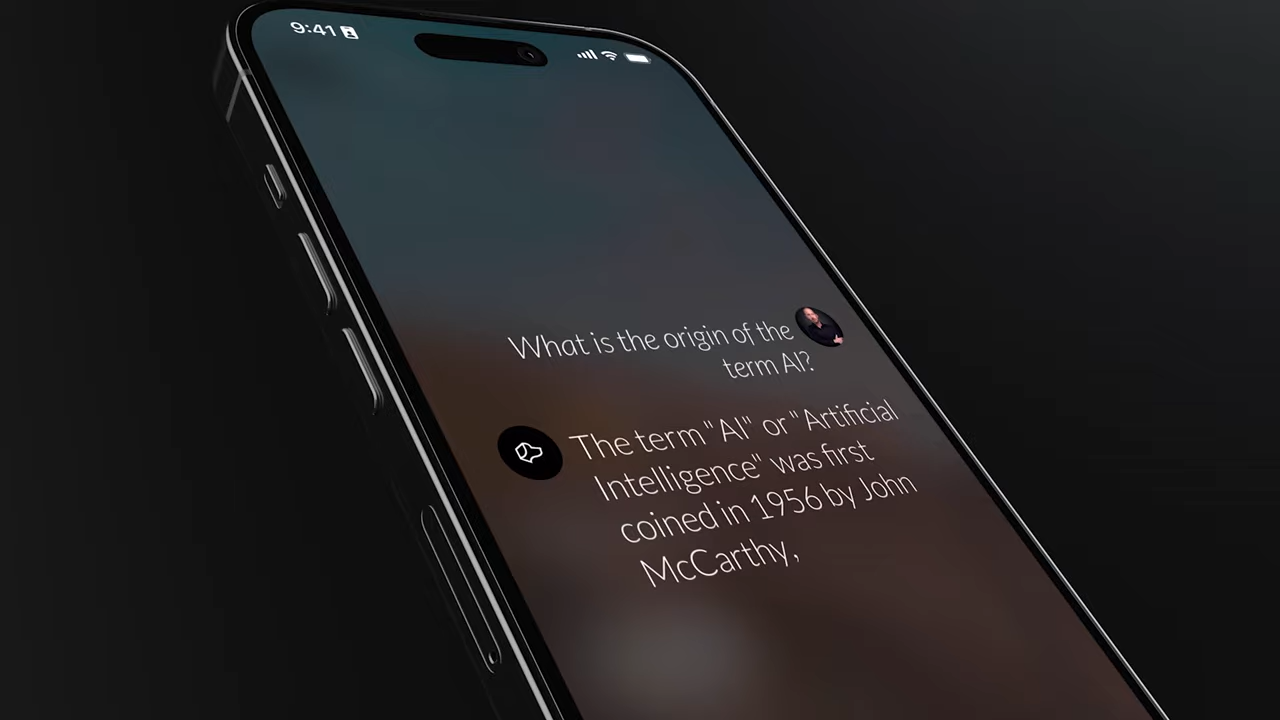 9:41
What is the origin of the
term AI?
The term "AI" or "Artificial
Intelligence" was first
coined in 1956 by John
McCarthy,